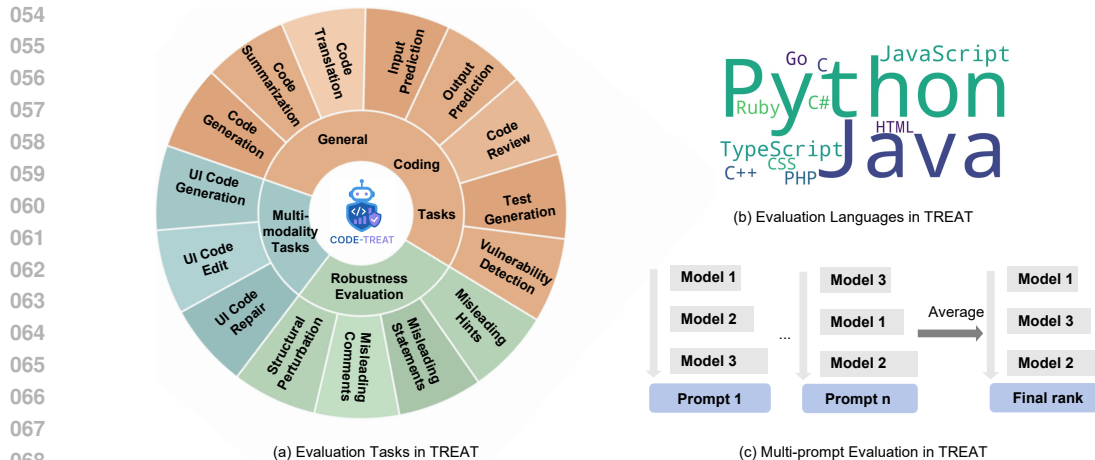 054
055
056
057
058
059
060
061
062
063
064
065
066
067
068
Code
Generation
Code
Summarization
Code
Translation
Input
Prediction
Output
Prediction
Code
Review
Test
Generation
Vulnerability
Detection
Misleading
Hints
Misleading
Statements
Misleading
Comments
Structural
Perturbation
UI Code
Repair
UI Code
Edit
UI Code
Generation
General
Coding
Tasks
Multi-
modality
Tasks
Robustness
Evaluation
</>
CODE-TREAT
(a) Evaluation Tasks in TREAT
Go
C
JavaScript
Python
Ruby
C#
HTML
Java
TypeScript
CSS
C++
PHP
(b) Evaluation Languages in TREAT
Model 1
Model 2
Model 3
Prompt 1
...
Model 3
Model 1
Model 2
Prompt n
Average
Model 1
Model 3
Model 2
Final rank
(c) Multi-prompt Evaluation in TREAT